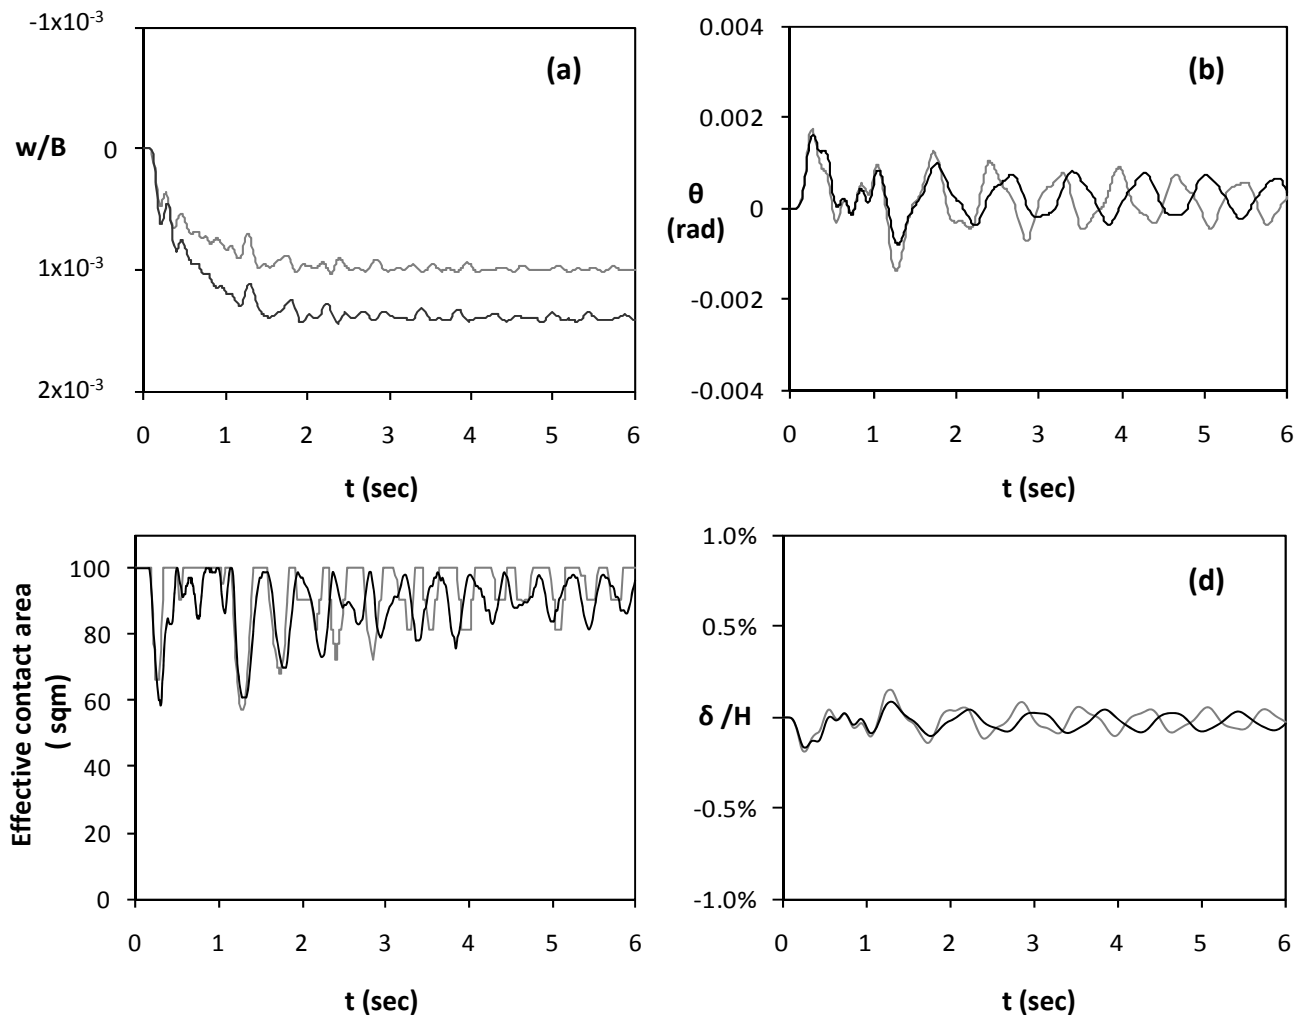 -1x10⁻³
(a)
w/B
0
1x10⁻³
2x10⁻³
0 1 2 3 4 5 6
t (sec)
0.004
(b)
0.002
θ
(rad)
0
-0.002
-0.004
0 1 2 3 4 5 6
t (sec)
Effective contact area
( sqm)
100
80
60
40
20
0
0 1 2 3 4 5 6
t (sec)
1.0%
(d)
0.5%
δ /H
-0.5%
-1.0%
0 1 2 3 4 5 6
t (sec)